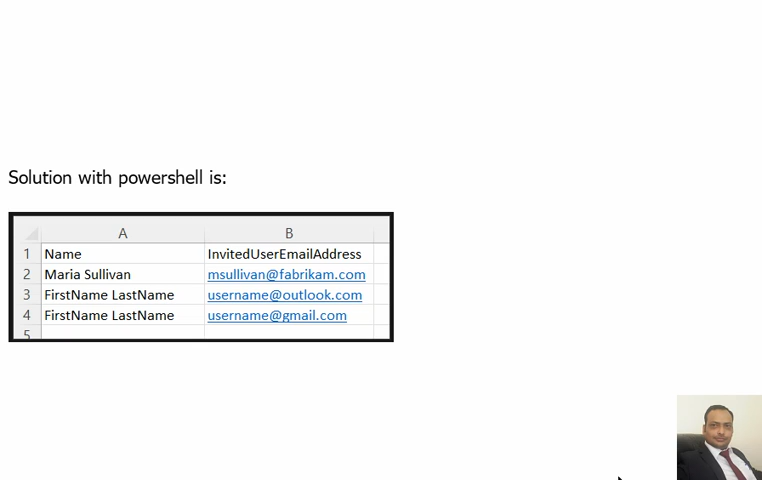 Solution with powershell is:
A B
1 Name InvitedUserEmailAddress
2 Maria Sullivan msullivan@fabrikam.com
3 FirstName LastName username@outlook.com
4 FirstName LastName username@gmail.com
5